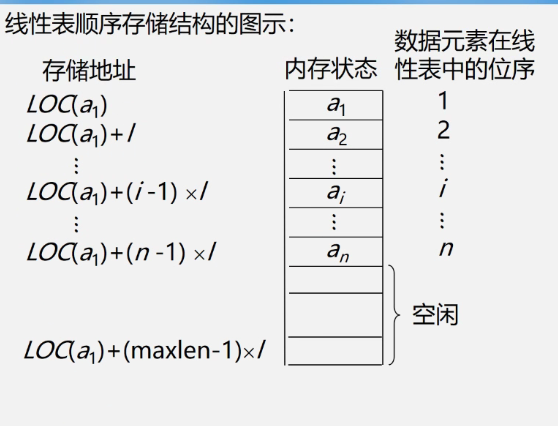 线性表顺序存储结构的图示：
存储地址 内存状态 数据元素在线性表中的位序
LOC(a₁) a₁ 1
LOC(a₁)+l a₂ 2
⋮ ⋮ ⋮
LOC(a₁)+(i -1) ×l aᵢ i
⋮ ⋮ ⋮
LOC(a₁)+(n -1) ×l aₙ n
空闲
LOC(a₁)+(maxlen-1)×l